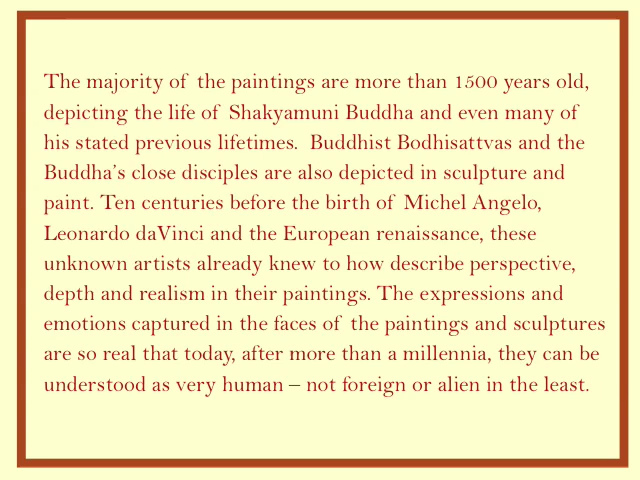 The majority of the paintings are more than 1500 years old,
depicting the life of Shakyamuni Buddha and even many of
his stated previous lifetimes.  Buddhist Bodhisattvas and the
Buddha’s close disciples are also depicted in sculpture and
paint. Ten centuries before the birth of Michel Angelo,
Leonardo daVinci and the European renaissance, these
unknown artists already knew to how describe perspective,
depth and realism in their paintings. The expressions and
emotions captured in the faces of the paintings and sculptures
are so real that today, after more than a millennia, they can be
understood as very human – not foreign or alien in the least.